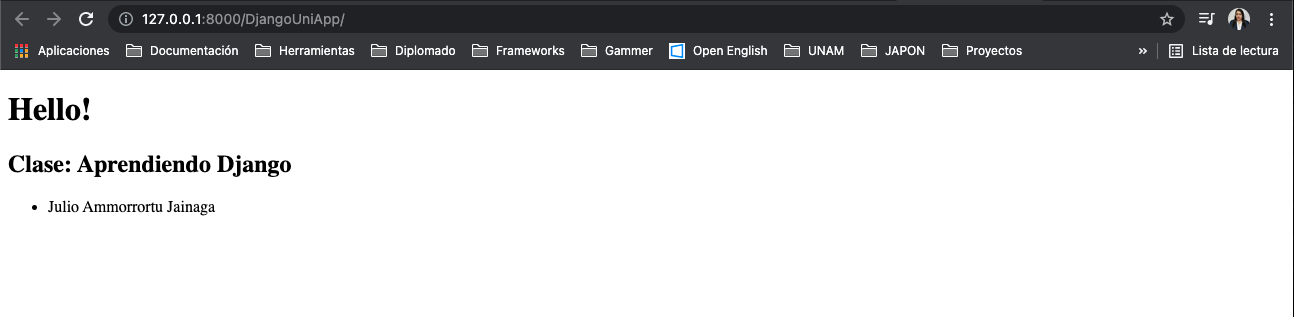 127.0.0.1:8000/DjangoUniApp/
Aplicaciones Documentación Herramientas Diplomado Frameworks Gammer Open English UNAM JAPON Proyectos » Lista de lectura
Hello!
Clase: Aprendiendo Django
• Julio Ammorrortu Jainaga